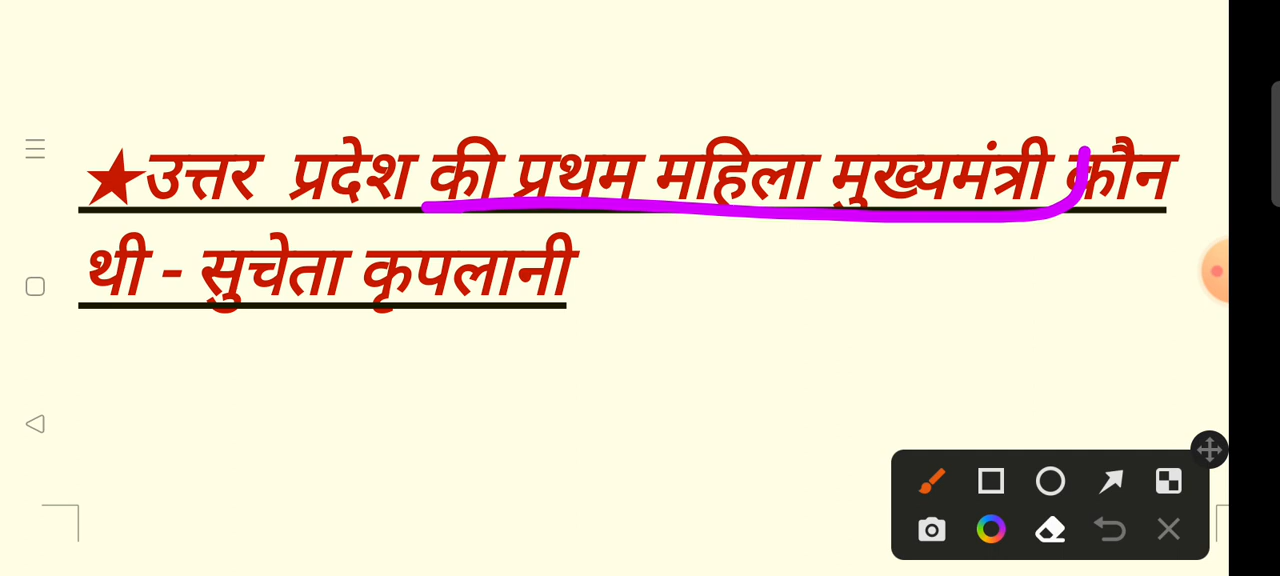 ★उत्तर प्रदेश की प्रथम महिला मुख्यमंत्री कौन
थी - सुचेता कृपलानी